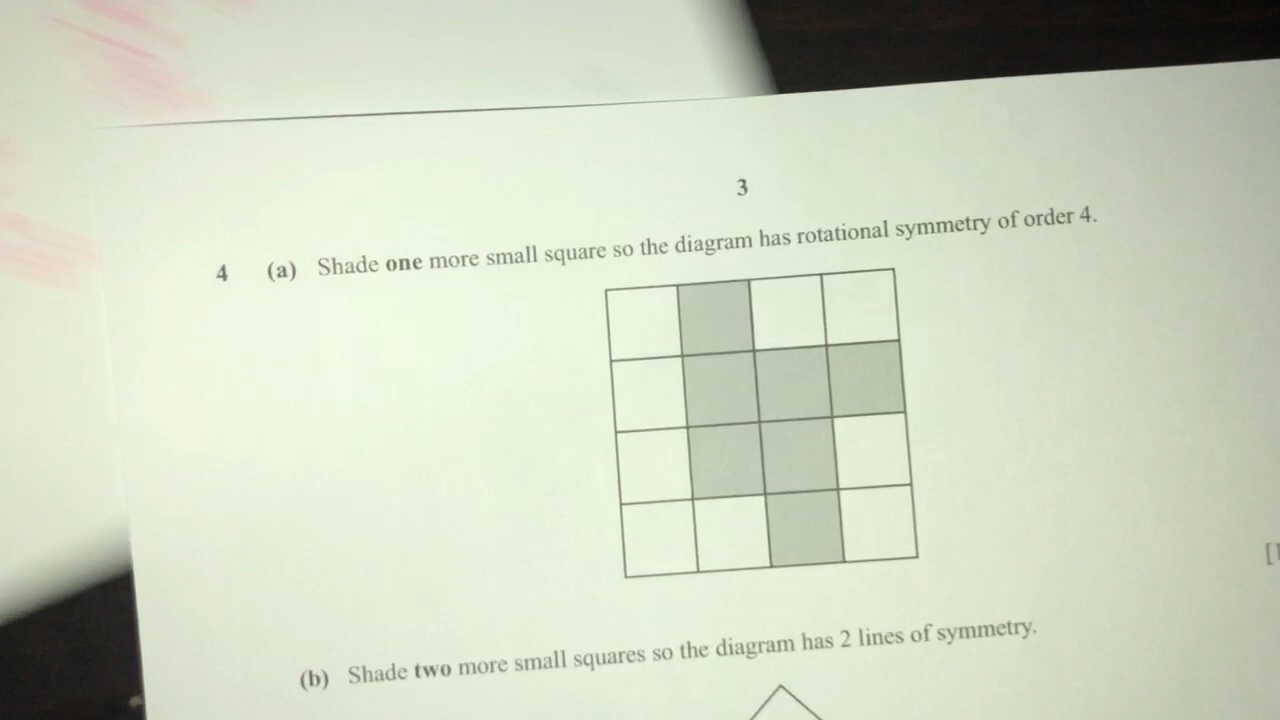 3
4 (a) Shade one more small square so the diagram has rotational symmetry of order 4.
(b) Shade two more small squares so the diagram has 2 lines of symmetry.